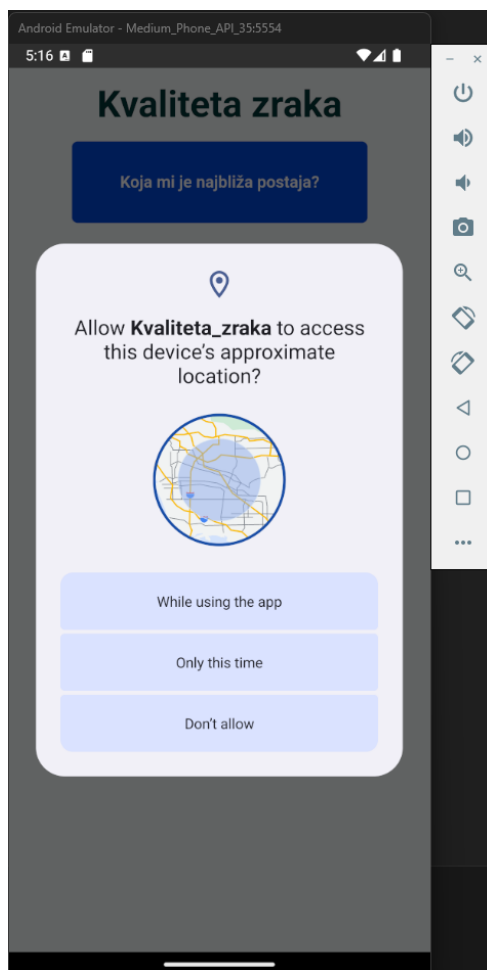 Android Emulator - Medium_Phone_API_35:5554
5:16
Kvaliteta zraka
Koja mi je najbliža postaja?
Allow Kvaliteta_zraka to access
this device's approximate
location?
While using the app
Only this time
Don't allow